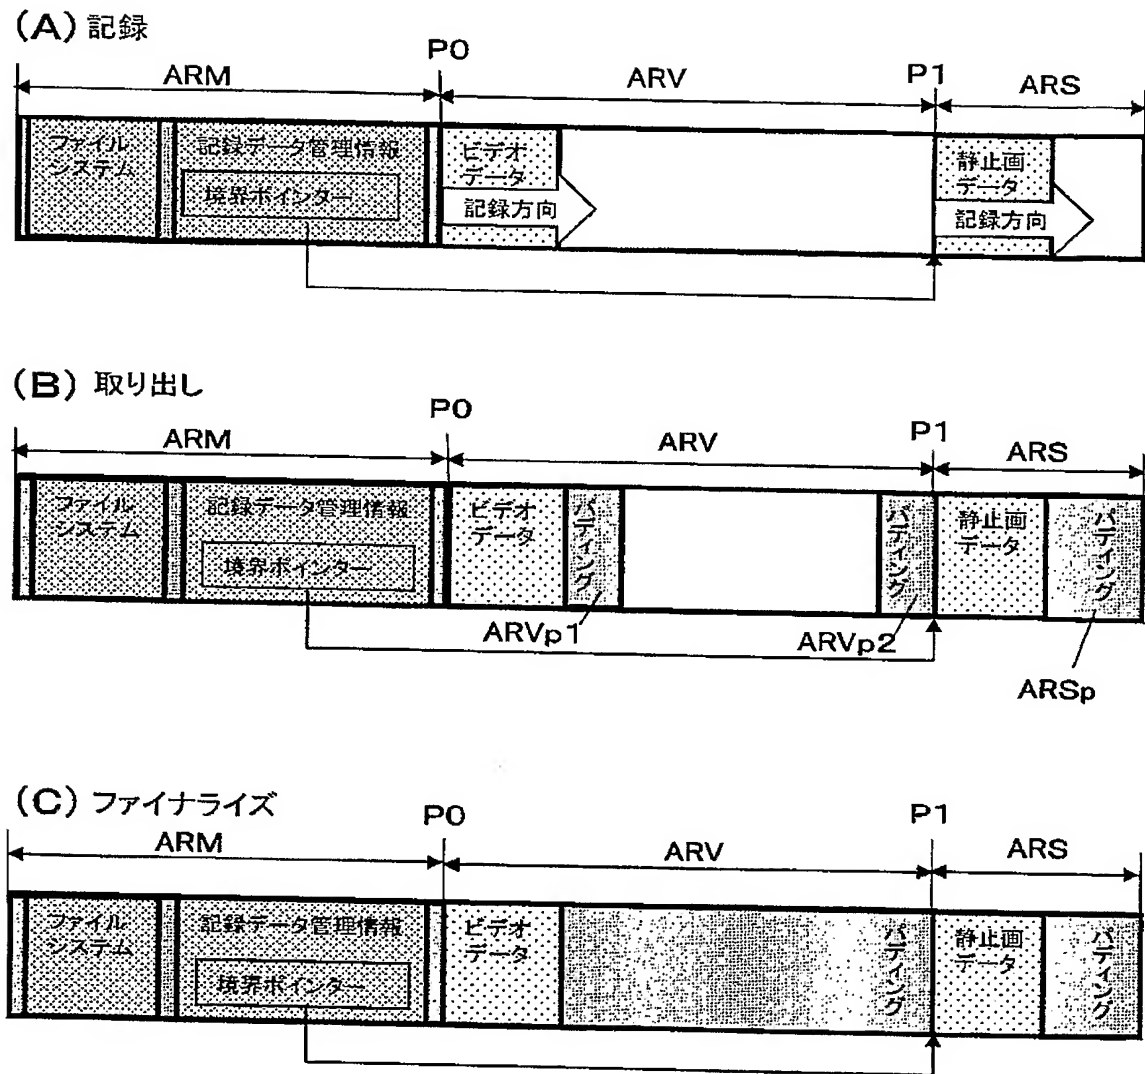 (A) 記録
P0
ARM
ARV
P1
ARS
ファイル
システム
記録データ管理情報
境界ポインター
ビデオ
データ
記録方向
静止画
データ
記録方向
(B) 取り出し
P0
ARM
ARV
P1
ARS
ファイル
システム
記録データ管理情報
境界ポインター
ビデオ
データ
パディング
パディング
静止画
データ
パディング
ARVp1
ARVp2
ARSp
(C) ファイナライズ
P0
ARM
ARV
P1
ARS
ファイル
システム
記録データ管理情報
境界ポインター
ビデオ
データ
パディング
静止画
データ
パディング